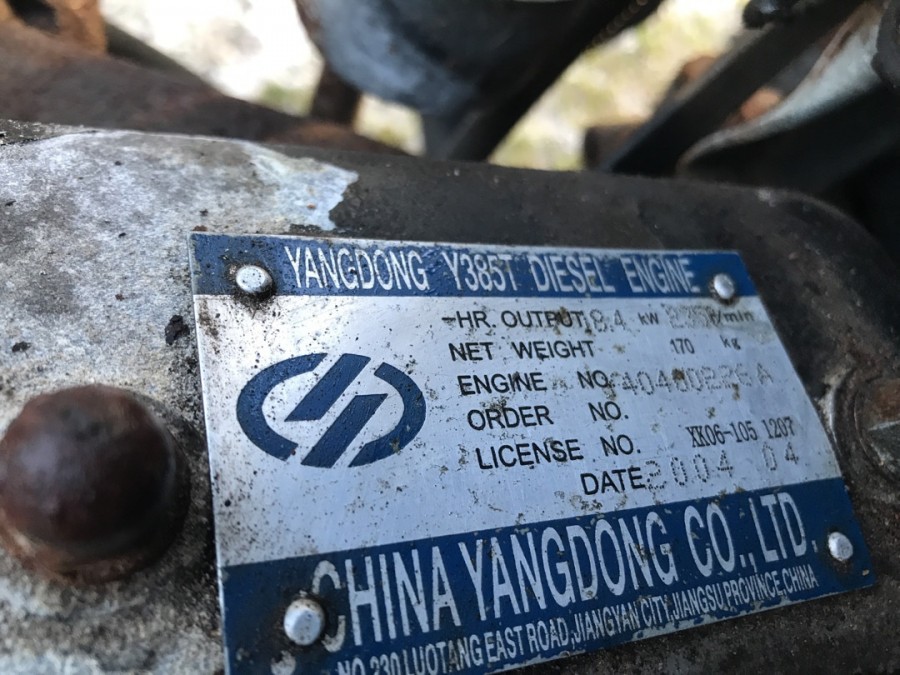 YANGDONG Y385T DIESEL ENGINE
-HR. OUTPUT 18.4 kW r/min
NET WEIGHT 170 kg
ENGINE NO.
ORDER NO.
LICENSE NO. XK06-105 1207
DATE 2004 04
CHINA YANGDONG CO.,LTD.
NO.230 LUOTANG EAST ROAD,JIANGYAN CITY,JIANGSU PROVINCE,CHINA